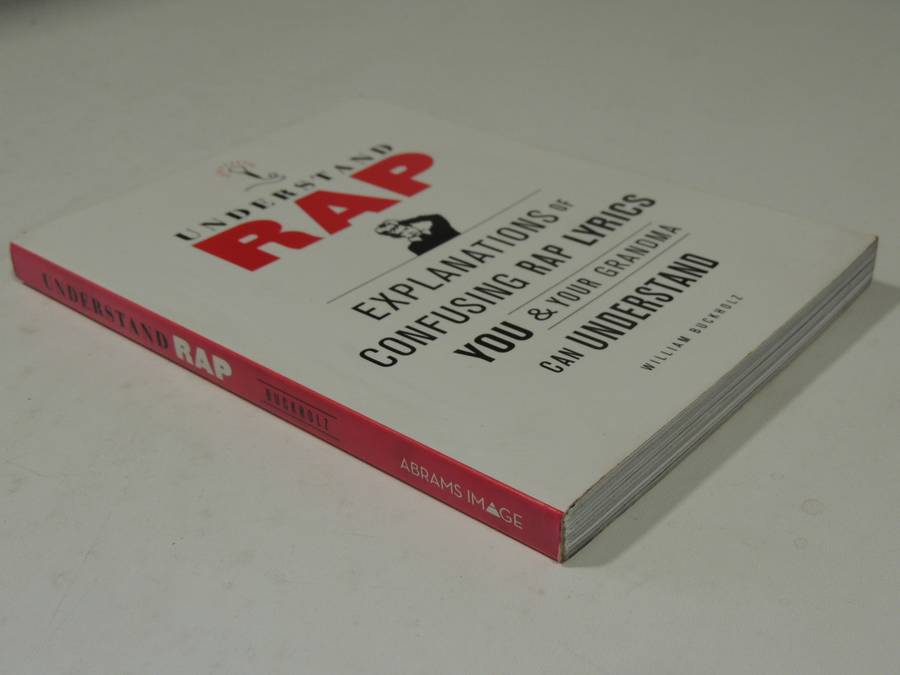 UNDERSTAND
RAP
EXPLANATIONS OF
CONFUSING RAP LYRICS
YOU & YOUR GRANDMA
CAN UNDERSTAND
WILLIAM BUCKHOLZ
UNDERSTAND RAP
BUCKHOLZ
ABRAMS IMAGE